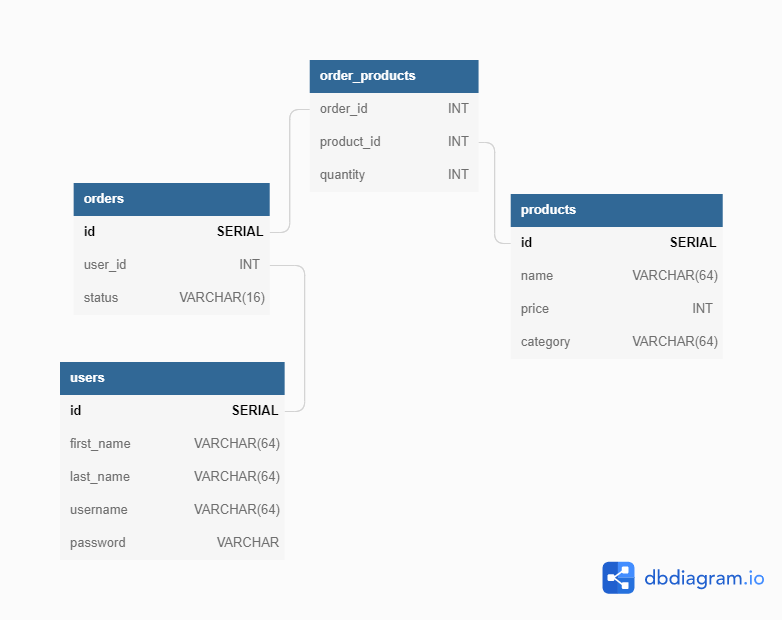 order_products
order_id INT
product_id INT
quantity INT
orders
id SERIAL
user_id INT
status VARCHAR(16)
products
id SERIAL
name VARCHAR(64)
price INT
category VARCHAR(64)
users
id SERIAL
first_name VARCHAR(64)
last_name VARCHAR(64)
username VARCHAR(64)
password VARCHAR
dbdiagram.io